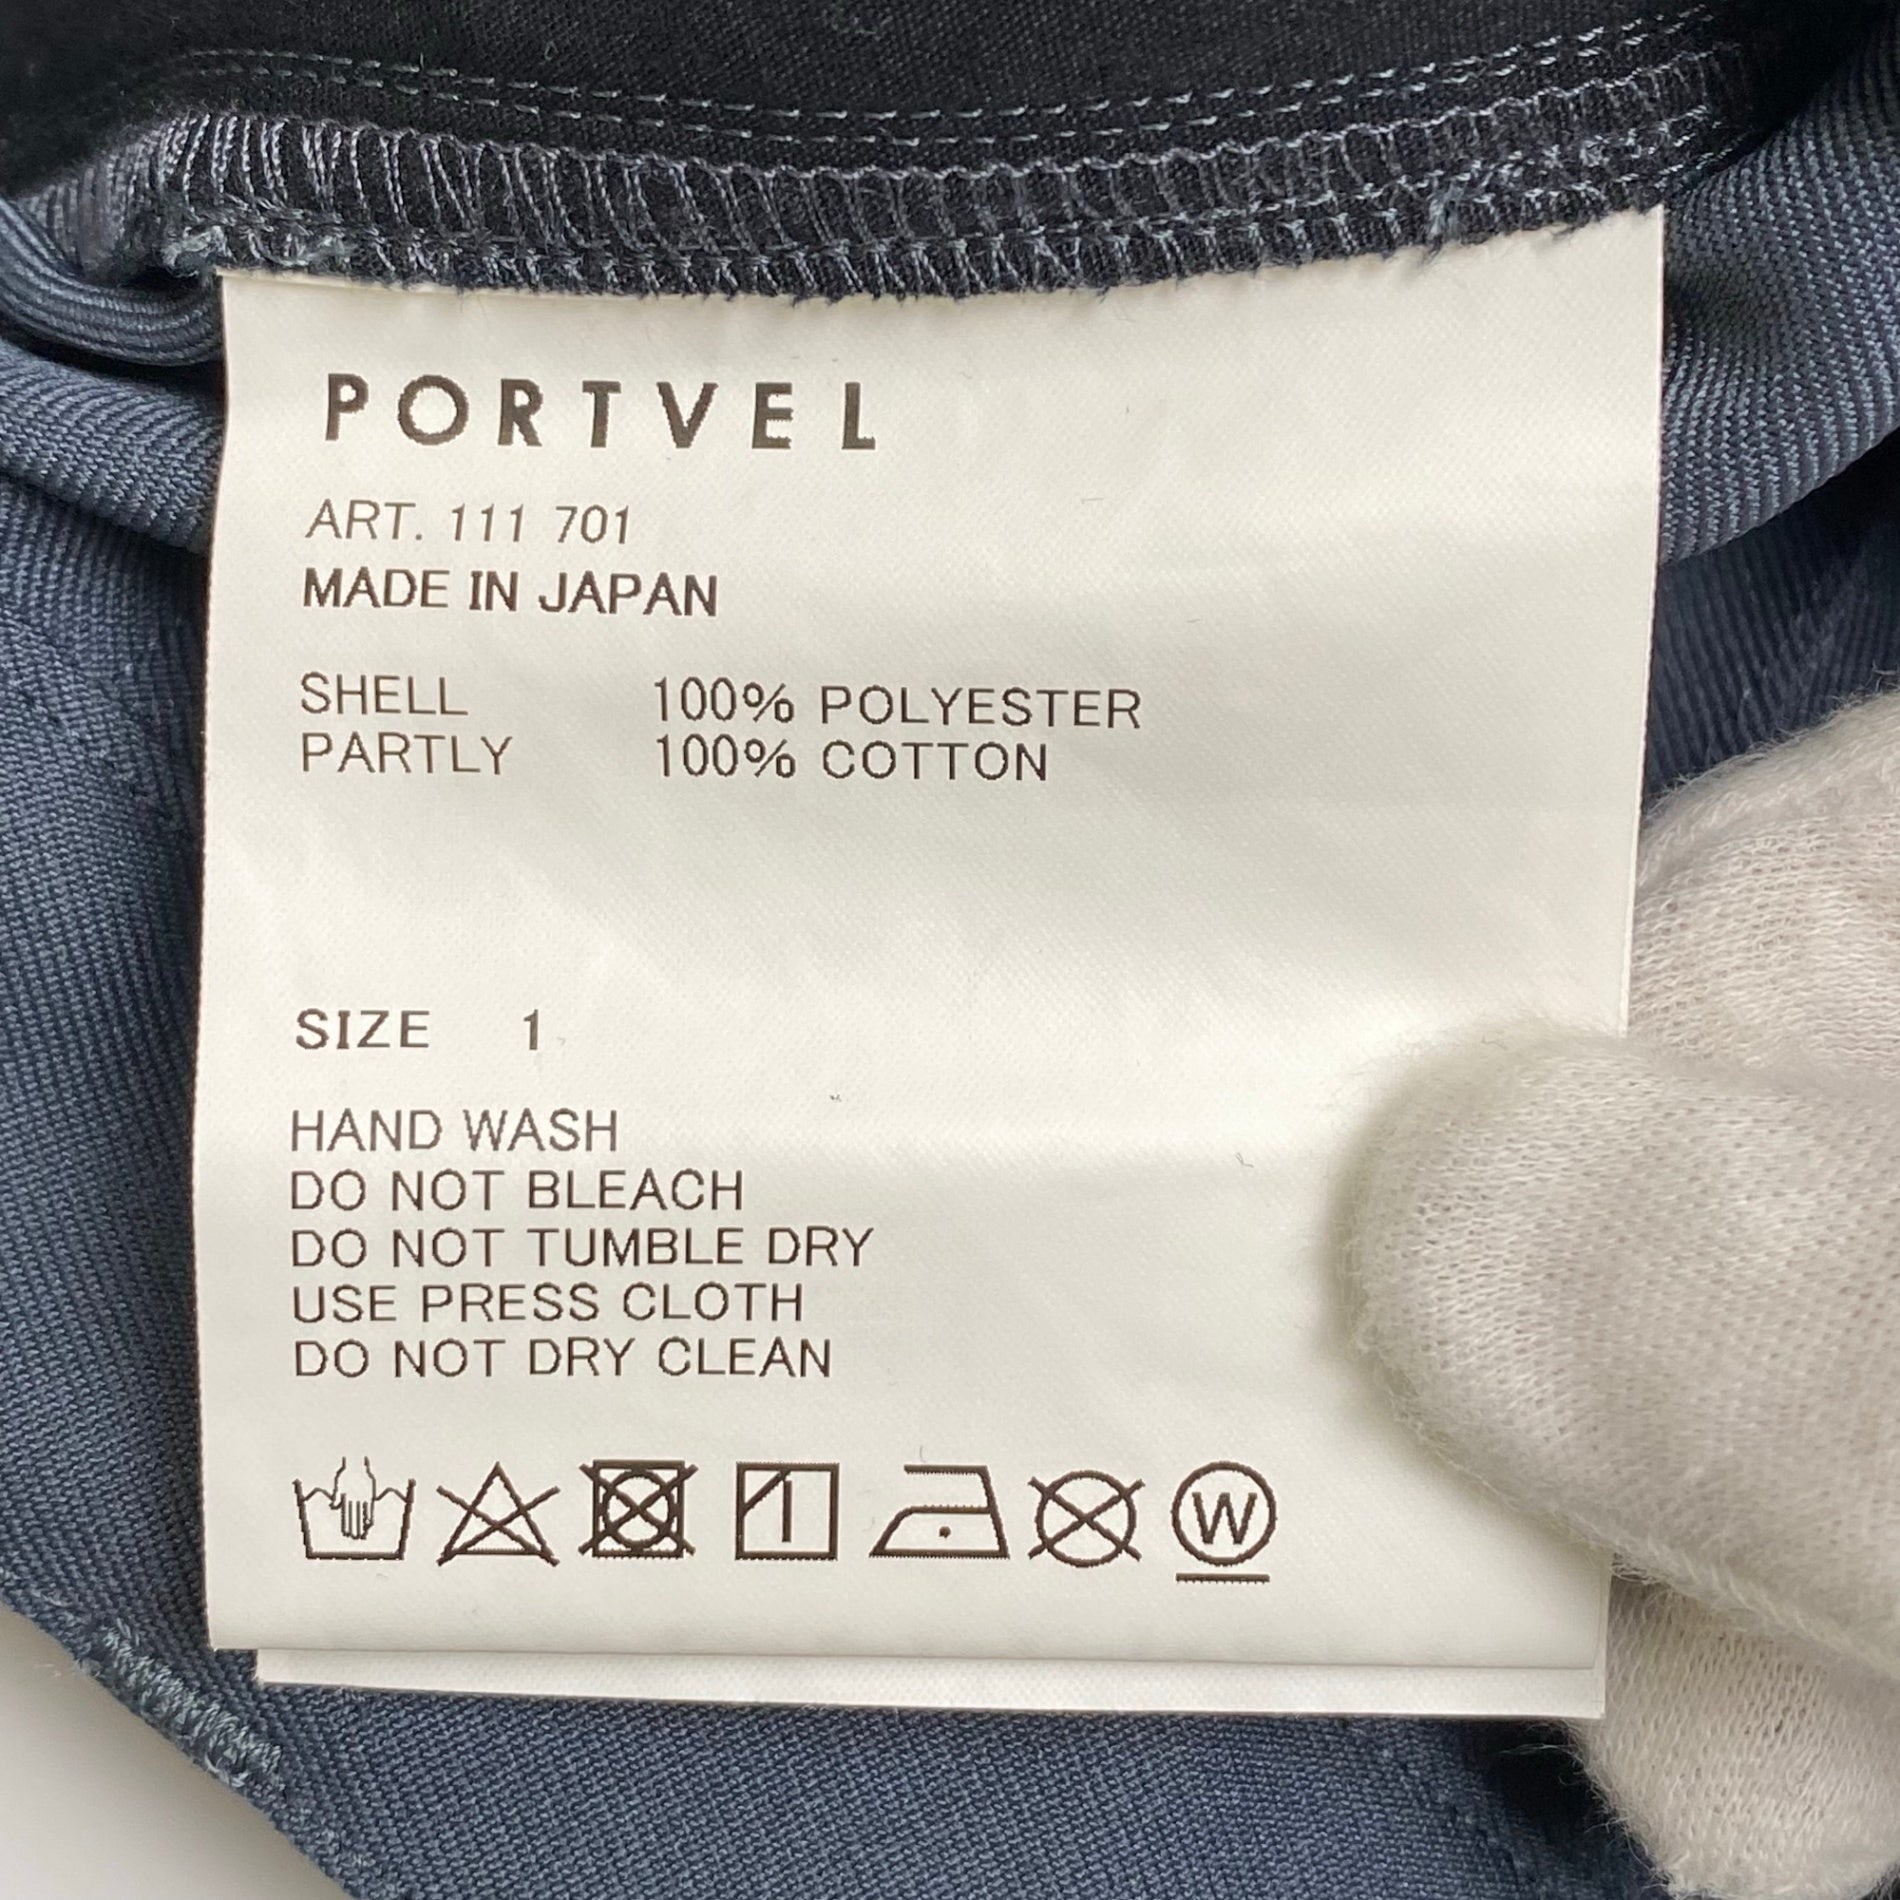 PORTVEL
ART. 111 701
MADE IN JAPAN
SHELL 100% POLYESTER
PARTLY 100% COTTON
SIZE 1
HAND WASH
DO NOT BLEACH
DO NOT TUMBLE DRY
USE PRESS CLOTH
DO NOT DRY CLEAN
W